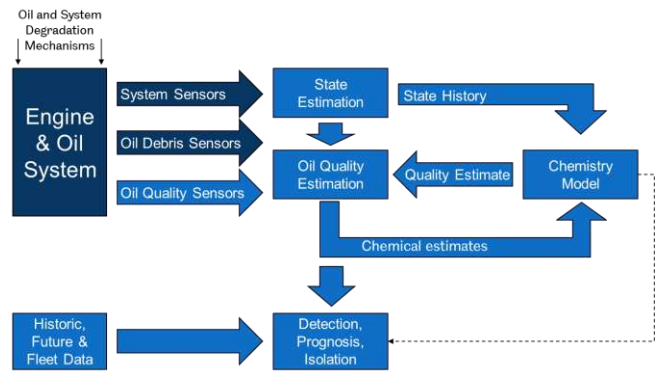 Oil and System
Degradation
Mechanisms
Engine
& Oil
System
System Sensors
Oil Debris Sensors
Oil Quality Sensors
State
Estimation
State History
Oil Quality
Estimation
Quality Estimate
Chemistry
Model
Chemical estimates
Historic,
Future &
Fleet Data
Detection,
Prognosis,
Isolation